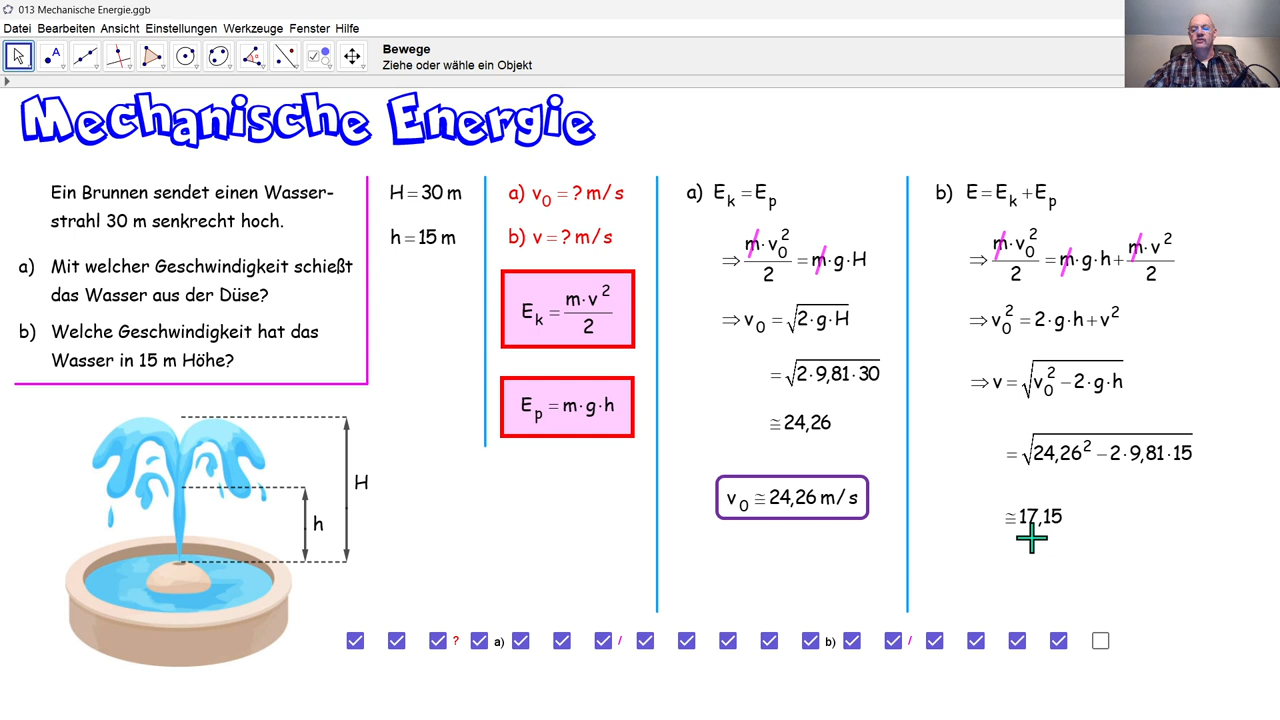 013 Mechanische Energie.ggb
Datei Bearbeiten Ansicht Einstellungen Werkzeuge Fenster Hilfe
A
Bewege
Ziehe oder wähle ein Objekt
Mechanische Energie
Ein Brunnen sendet einen Wasser-
strahl 30 m senkrecht hoch.
a) Mit welcher Geschwindigkeit schießt
das Wasser aus der Düse?
b) Welche Geschwindigkeit hat das
Wasser in 15 m Höhe?
H
h
H = 30 m
h = 15 m
a) v₀ = ? m/s
b) v = ? m/s
Eₖ = m·v²/2
Eₚ = m·g·h
a) Eₖ = Eₚ
⇒ m·v₀²/2 = m·g·H
⇒ v₀ = √(2·g·H)
= √(2·9,81·30)
≅ 24,26
v₀ ≅ 24,26 m/s
b) E = Eₖ + Eₚ
⇒ m·v₀²/2 = m·g·h + m·v²/2
⇒ v₀² = 2·g·h + v²
⇒ v = √(v₀² − 2·g·h)
= √(24,26² − 2·9,81·15)
≅ 17,15
? a) / b) /